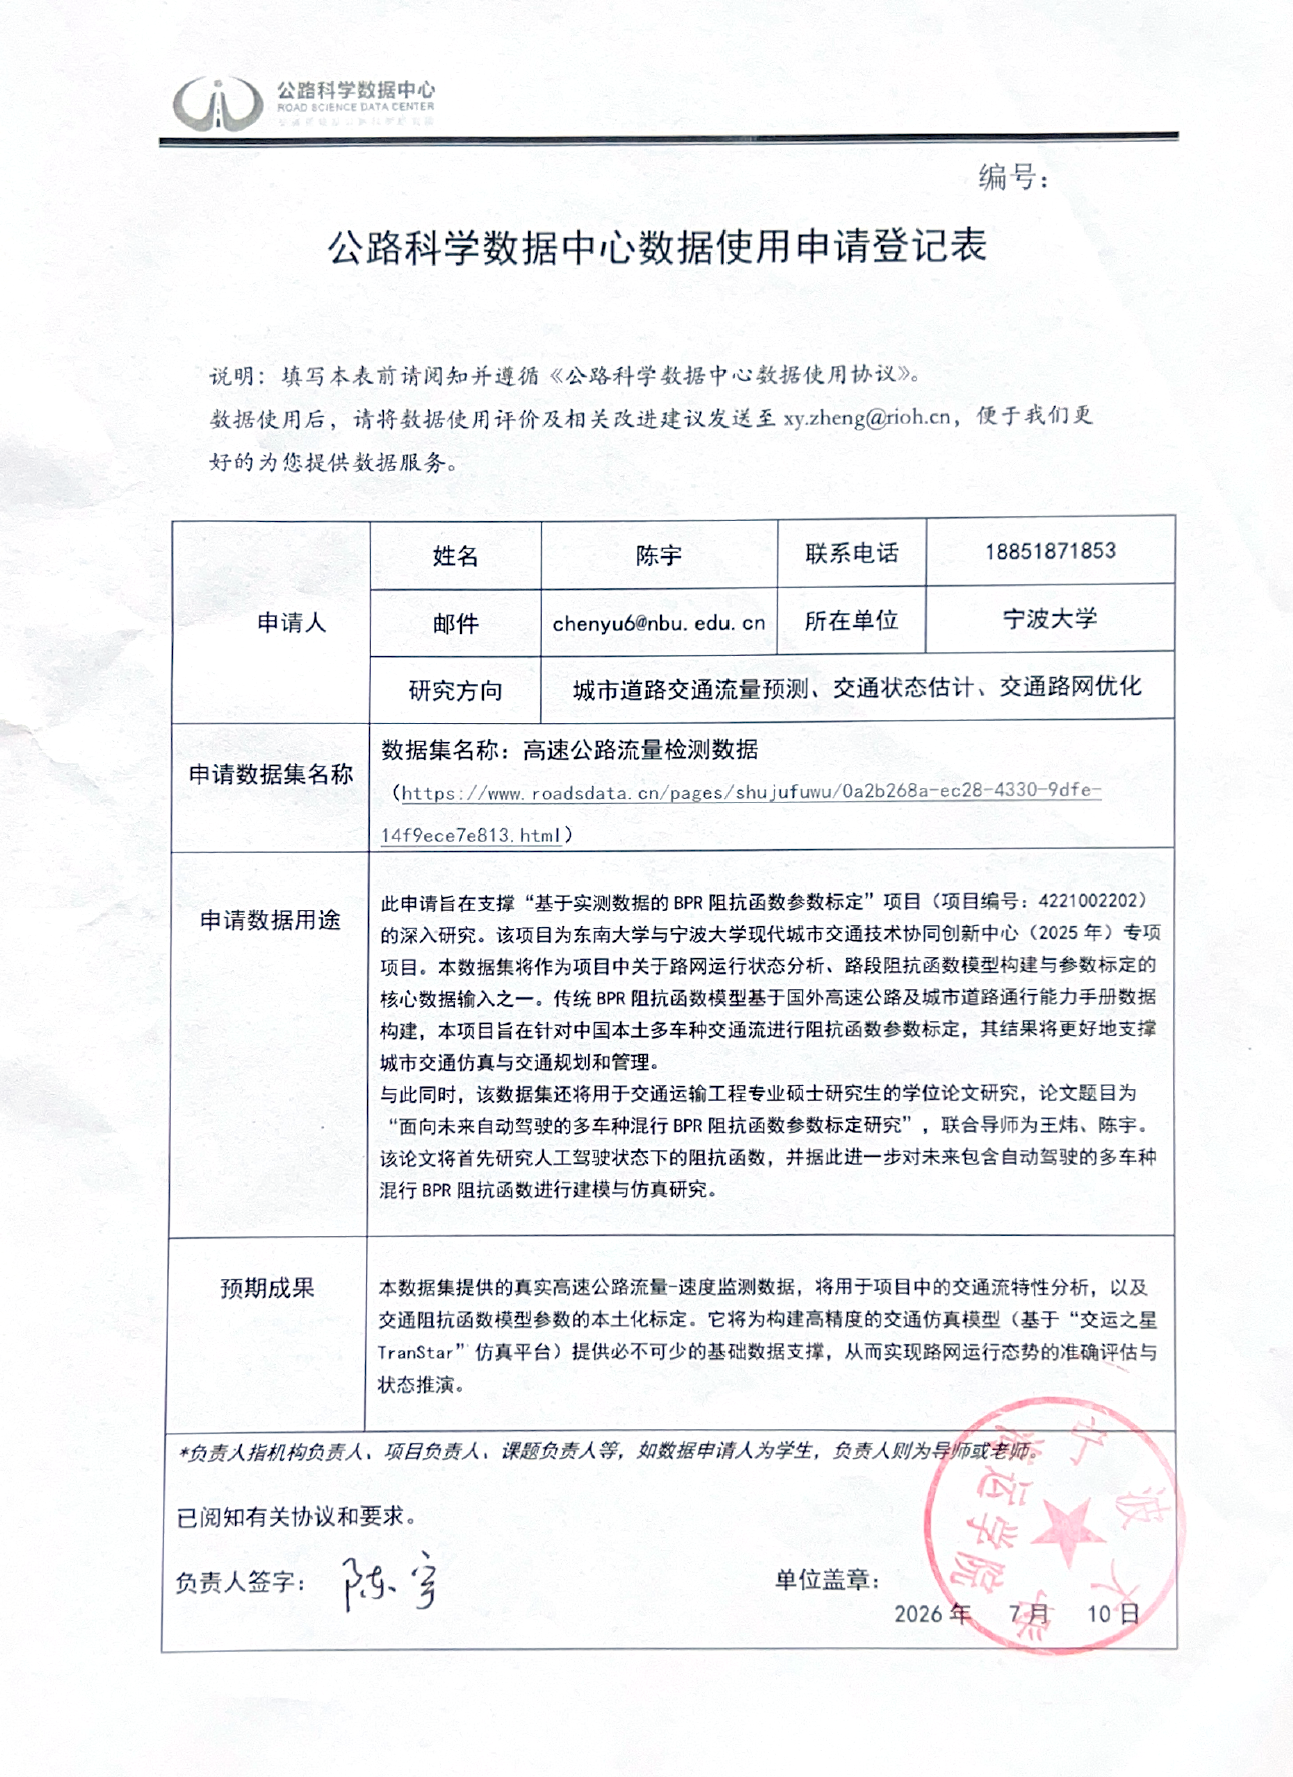 公路科学数据中心
ROAD SCIENCE DATA CENTER
编号：
公路科学数据中心数据使用申请登记表
说明：填写本表前请阅知并遵循《公路科学数据中心数据使用协议》。
数据使用后，请将数据使用评价及相关改进建议发送至 xy.zheng@rioh.cn，便于我们更
好的为您提供数据服务。
申请人
姓名
陈宇
联系电话
18851871853
邮件
chenyu6@nbu.edu.cn
所在单位
宁波大学
研究方向
城市道路交通流量预测、交通状态估计、交通路网优化
申请数据集名称
数据集名称：高速公路流量检测数据
（https://www.roadsdata.cn/pages/shujufuwu/0a2b268a-ec28-4330-9dfe-
14f9ece7e813.html）
申请数据用途
此申请旨在支撑“基于实测数据的 BPR 阻抗函数参数标定”项目（项目编号：4221002202）
的深入研究。该项目为东南大学与宁波大学现代城市交通技术协同创新中心（2025 年）专项
项目。本数据集将作为项目中关于路网运行状态分析、路段阻抗函数模型构建与参数标定的
核心数据输入之一。传统 BPR 阻抗函数模型基于国外高速公路及城市道路通行能力手册数据
构建，本项目旨在针对中国本土多车种交通流进行阻抗函数参数标定，其结果将更好地支撑
城市交通仿真与交通规划和管理。
与此同时，该数据集还将用于交通运输工程专业硕士研究生的学位论文研究，论文题目为
“面向未来自动驾驶的多车种混行 BPR 阻抗函数参数标定研究”，联合导师为王炜、陈宇。
该论文将首先研究人工驾驶状态下的阻抗函数，并据此进一步对未来包含自动驾驶的多车种
混行 BPR 阻抗函数进行建模与仿真研究。
预期成果
本数据集提供的真实高速公路流量-速度监测数据，将用于项目中的交通流特性分析，以及
交通阻抗函数模型参数的本土化标定。它将为构建高精度的交通仿真模型（基于“交运之星
TranStar”仿真平台）提供必不可少的基础数据支撑，从而实现路网运行态势的准确评估与
状态推演。
*负责人指机构负责人、项目负责人、课题负责人等，如数据申请人为学生，负责人则为导师或老师。
已阅知有关协议和要求。
负责人签字：
陈宇
单位盖章：
2026 年 7 月 10 日
宁波大学
海运学院